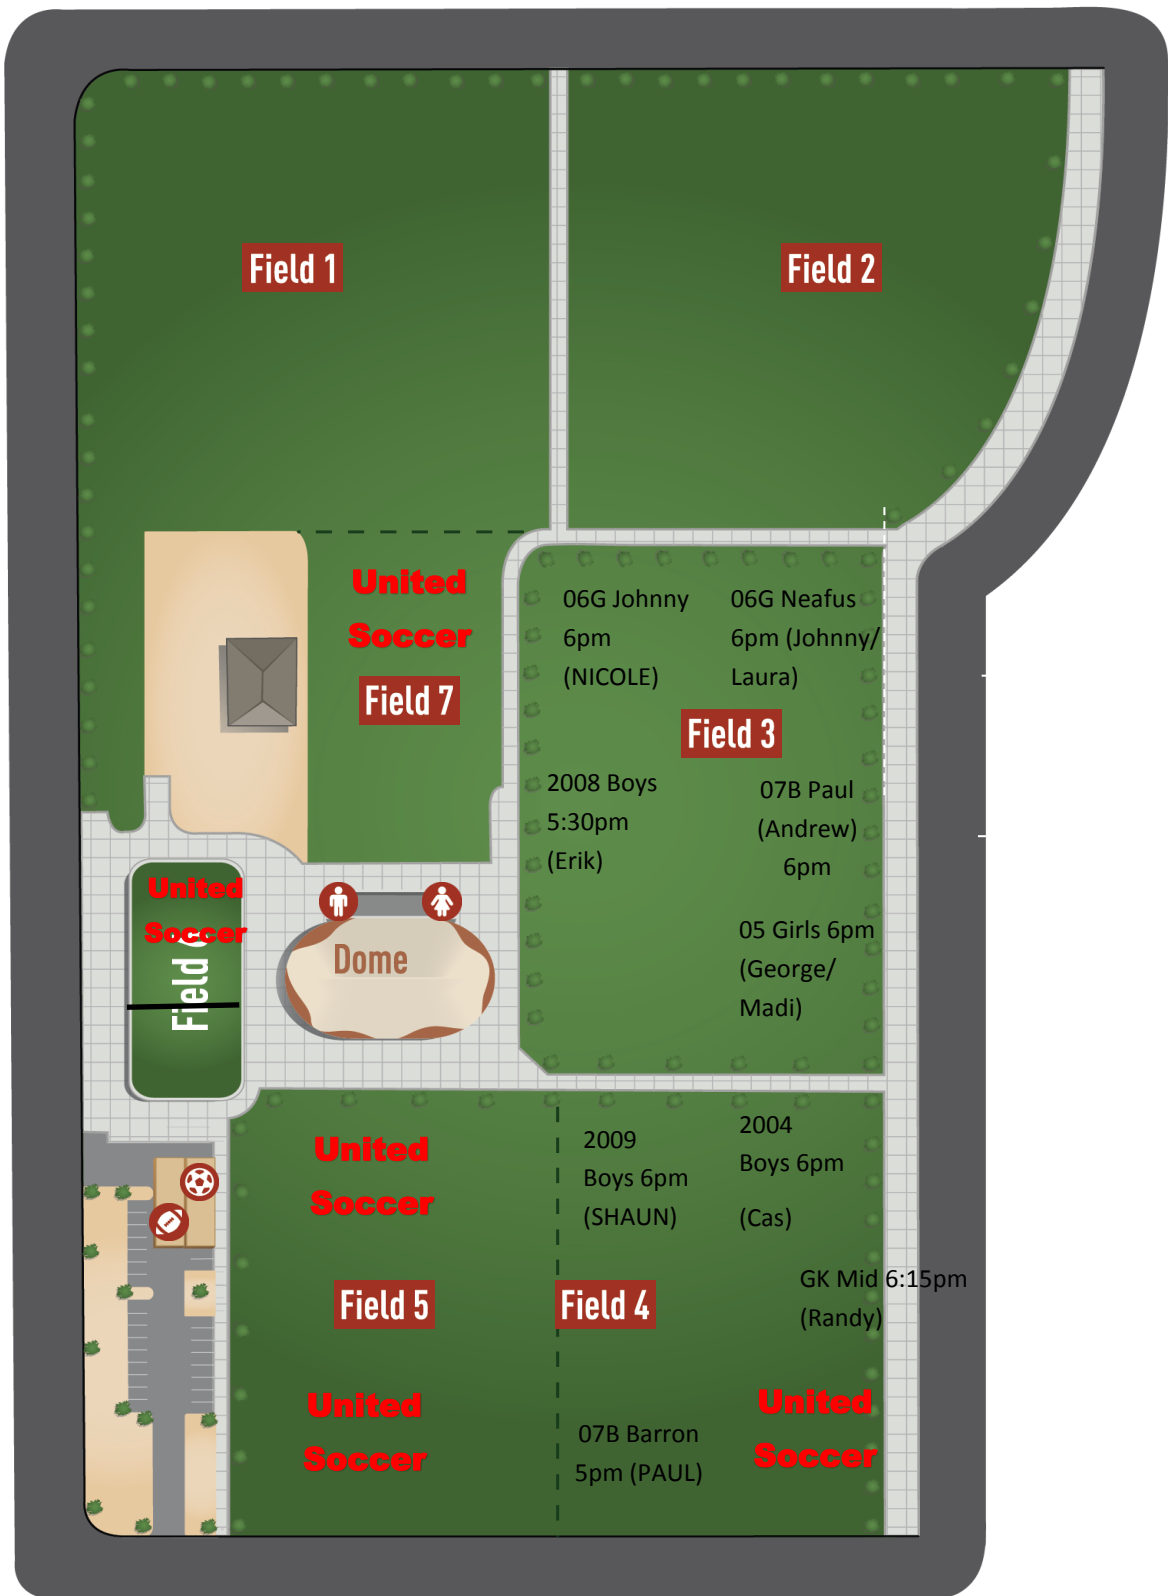 Field 1
Field 2
United
Soccer
Field 7
06G Johnny
6pm
(NICOLE)
06G Neafus
6pm (Johnny/
Laura)
Field 3
2008 Boys
5:30pm
(Erik)
07B Paul
(Andrew)
6pm
05 Girls 6pm
(George/
Madi)
United
Soccer
Field
Dome
United
Soccer
2009
Boys 6pm
(SHAUN)
2004
Boys 6pm
(Cas)
GK Mid 6:15pm
(Randy)
Field 5
Field 4
United
Soccer
07B Barron
5pm (PAUL)
United
Soccer